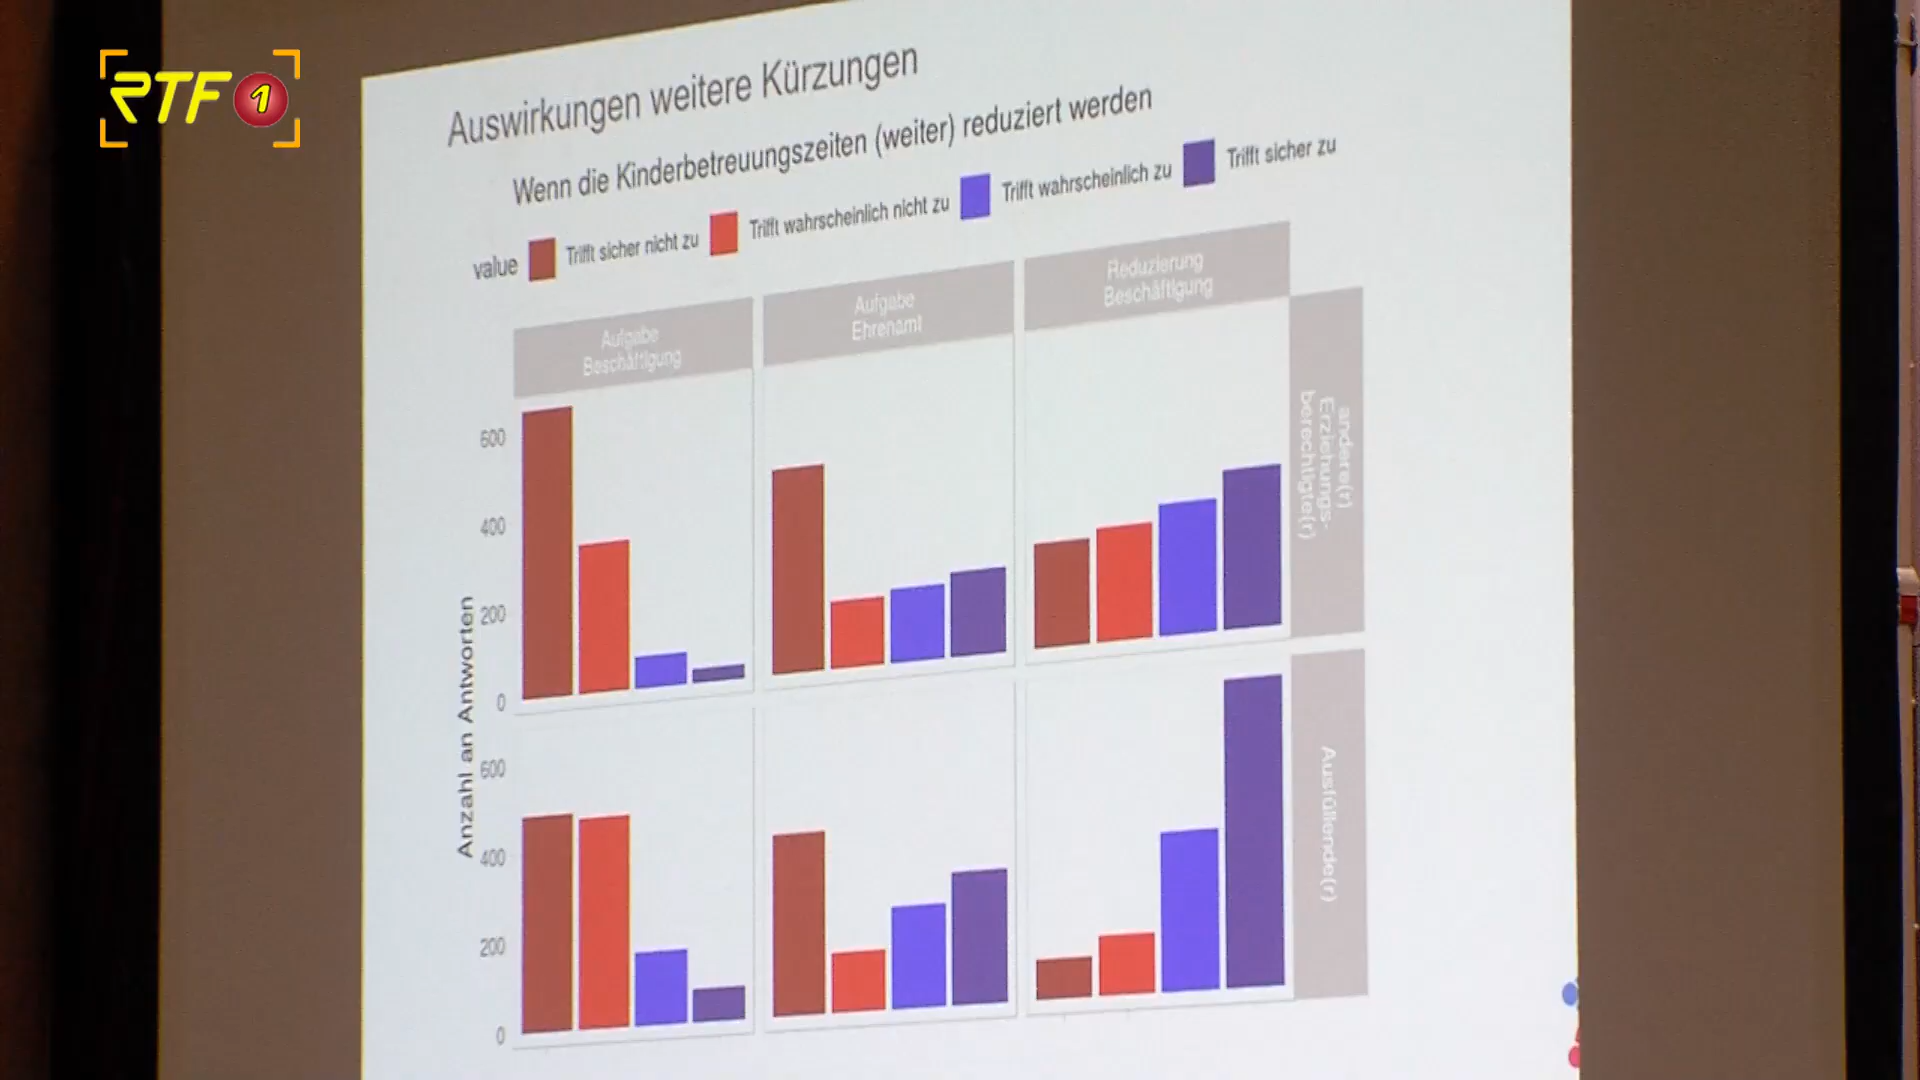 RTF 1
Auswirkungen weitere Kürzungen
Wenn die Kinderbetreuungszeiten (weiter) reduziert werden
value Trifft sicher nicht zu Trifft wahrscheinlich nicht zu Trifft wahrscheinlich zu Trifft sicher zu
Aufgabe
Beschäftigung
Aufgabe
Ehrenamt
Reduzierung
Beschäftigung
andere(r)
Erziehungs-
berechtigte(r)
600
400
200
0
Anzahl an Antworten
Ausfüllende(r)
600
400
200
0